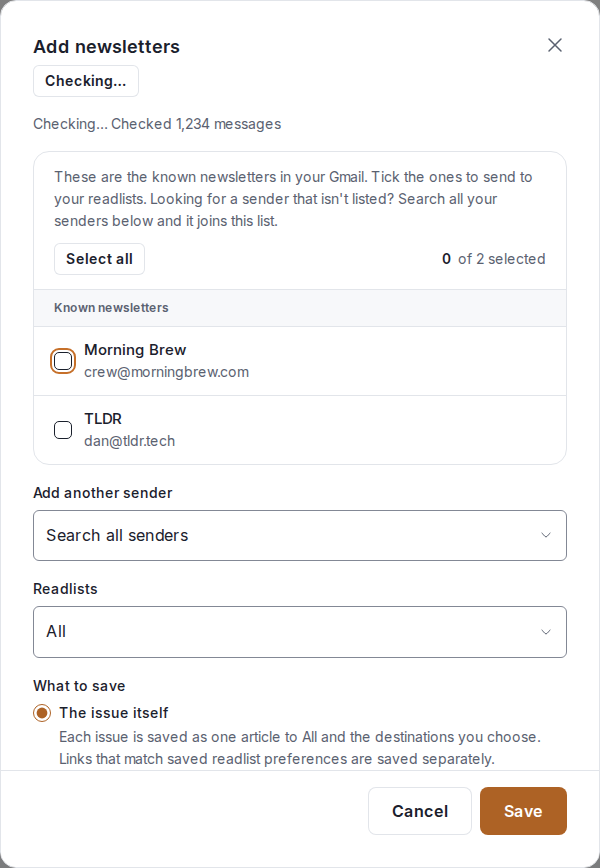 Add newsletters
Checking...
Checking... Checked 1,234 messages
These are the known newsletters in your Gmail. Tick the ones to send to
your readlists. Looking for a sender that isn't listed? Search all your
senders below and it joins this list.
Select all
0 of 2 selected
Known newsletters
Morning Brew
crew@morningbrew.com
TLDR
dan@tldr.tech
Add another sender
Search all senders
Readlists
All
What to save
The issue itself
Each issue is saved as one article to All and the destinations you choose.
Links that match saved readlist preferences are saved separately.
Cancel
Save